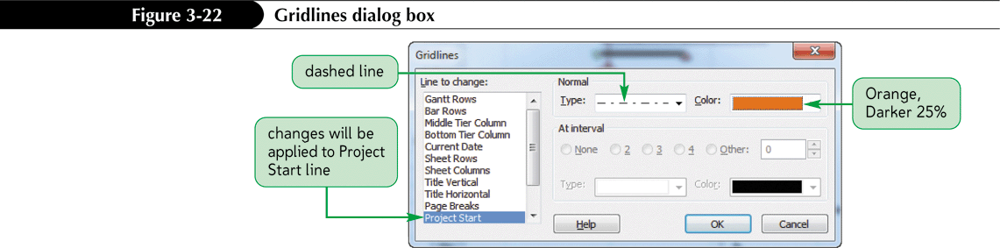 Figure 3-22 Gridlines dialog box
Gridlines
dashed line
Line to change:
Gantt Rows
Bar Rows
Middle Tier Column
Bottom Tier Column
Current Date
Sheet Rows
Sheet Columns
Title Vertical
Title Horizontal
Page Breaks
Project Start
changes will be
applied to Project
Start line
Normal
Type: Color:
Orange,
Darker 25%
At interval
None 2 3 4 Other: 0
Type: Color:
Help OK Cancel